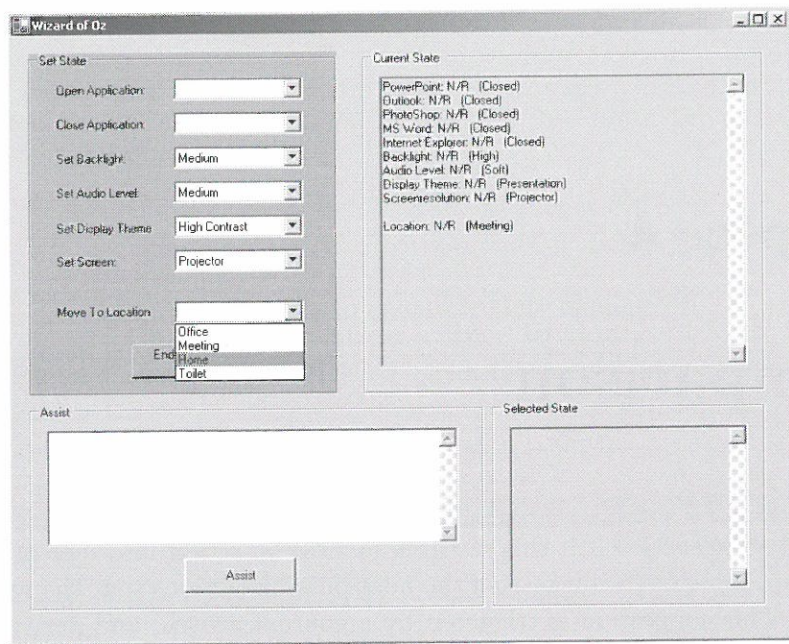 Wizard of Oz
Set State
Open Application:
Close Application:
Set Backlight: Medium
Set Audio Level: Medium
Set Display Theme High Contrast
Set Screen: Projector
Move To Location
Office
Meeting
Home
Toilet
End
Current State
PowerPoint: N/R (Closed)
Outlook: N/R (Closed)
PhotoShop: N/R (Closed)
MS Word: N/R (Closed)
Internet Explorer: N/R (Closed)
Backlight: N/R (High)
Audio Level: N/R (Soft)
Display Theme: N/R (Presentation)
Screenresolution: N/R (Projector)
Location: N/R (Meeting)
Assist
Assist
Selected State